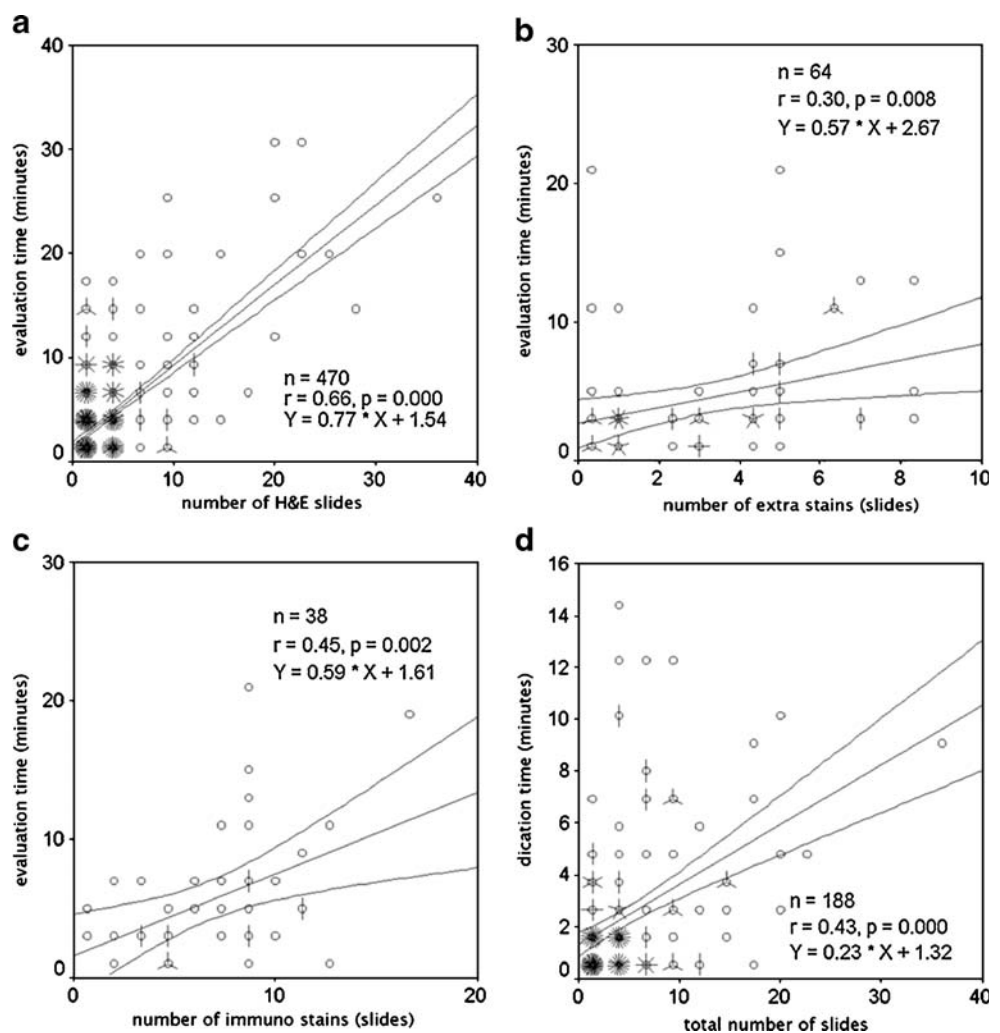 a
40
30
20
10
0
evaluation time (minutes)
n = 470
r = 0.66, p = 0.000
Y = 0.77 * X + 1.54
0 10 20 30 40
number of H&E slides
b
30
20
10
0
evaluation time (minutes)
n = 64
r = 0.30, p = 0.008
Y = 0.57 * X + 2.67
0 2 4 6 8 10
number of extra stains (slides)
c
30
20
10
0
evaluation time (minutes)
n = 38
r = 0.45, p = 0.002
Y = 0.59 * X + 1.61
0 10 20
number of immuno stains (slides)
d
16
14
12
10
8
6
4
2
0
dication time (minutes)
n = 188
r = 0.43, p = 0.000
Y = 0.23 * X + 1.32
0 10 20 30 40
total number of slides